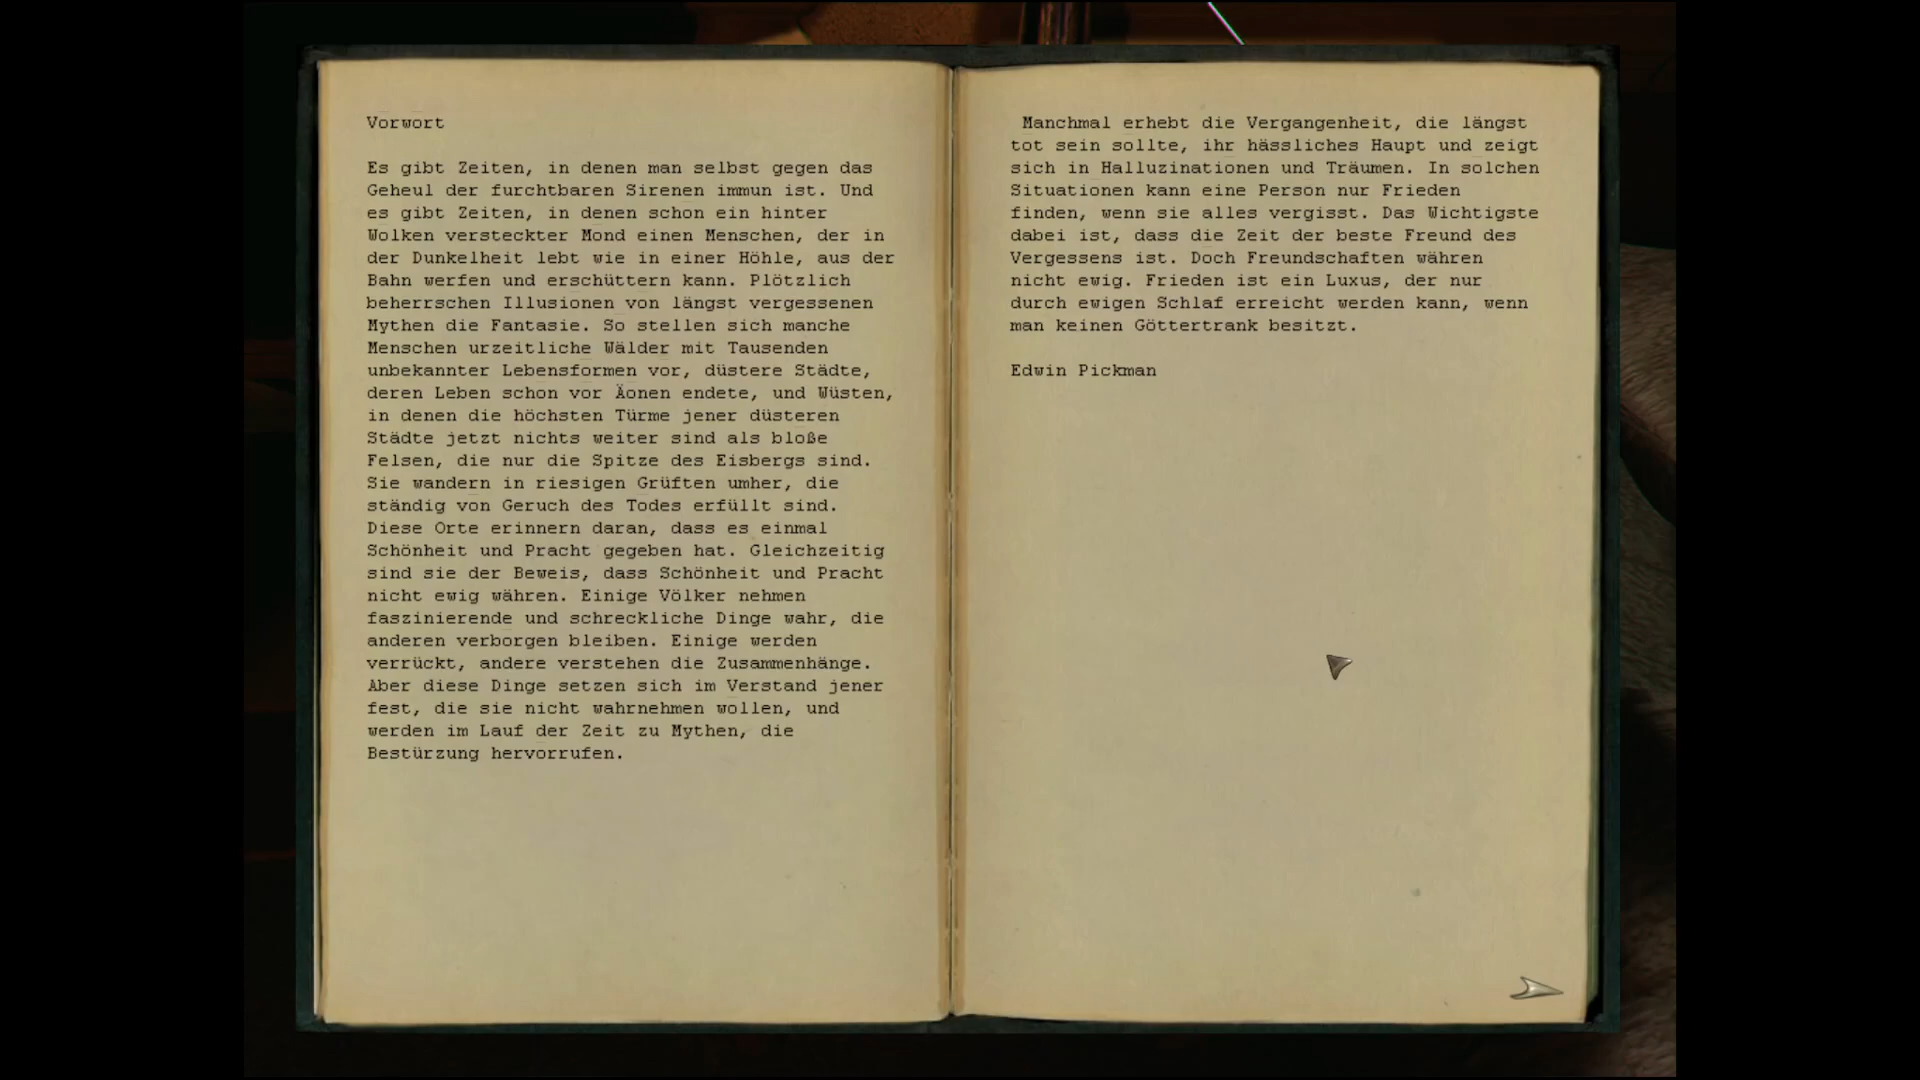 Vorwort
Es gibt Zeiten, in denen man selbst gegen das
Geheul der furchtbaren Sirenen immun ist. Und
es gibt Zeiten, in denen schon ein hinter
Wolken versteckter Mond einen Menschen, der in
der Dunkelheit lebt wie in einer Höhle, aus der
Bahn werfen und erschüttern kann. Plötzlich
beherrschen Illusionen von längst vergessenen
Mythen die Fantasie. So stellen sich manche
Menschen urzeitliche Wälder mit Tausenden
unbekannter Lebensformen vor, düstere Städte,
deren Leben schon vor Äonen endete, und Wüsten,
in denen die höchsten Türme jener düsteren
Städte jetzt nichts weiter sind als bloße
Felsen, die nur die Spitze des Eisbergs sind.
Sie wandern in riesigen Grüften umher, die
ständig von Geruch des Todes erfüllt sind.
Diese Orte erinnern daran, dass es einmal
Schönheit und Pracht gegeben hat. Gleichzeitig
sind sie der Beweis, dass Schönheit und Pracht
nicht ewig währen. Einige Völker nehmen
faszinierende und schreckliche Dinge wahr, die
anderen verborgen bleiben. Einige werden
verrückt, andere verstehen die Zusammenhänge.
Aber diese Dinge setzen sich im Verstand jener
fest, die sie nicht wahrnehmen wollen, und
werden im Lauf der Zeit zu Mythen, die
Bestürzung hervorrufen.
Manchmal erhebt die Vergangenheit, die längst
tot sein sollte, ihr hässliches Haupt und zeigt
sich in Halluzinationen und Träumen. In solchen
Situationen kann eine Person nur Frieden
finden, wenn sie alles vergisst. Das Wichtigste
dabei ist, dass die Zeit der beste Freund des
Vergessens ist. Doch Freundschaften währen
nicht ewig. Frieden ist ein Luxus, der nur
durch ewigen Schlaf erreicht werden kann, wenn
man keinen Göttertrank besitzt.
Edwin Pickman